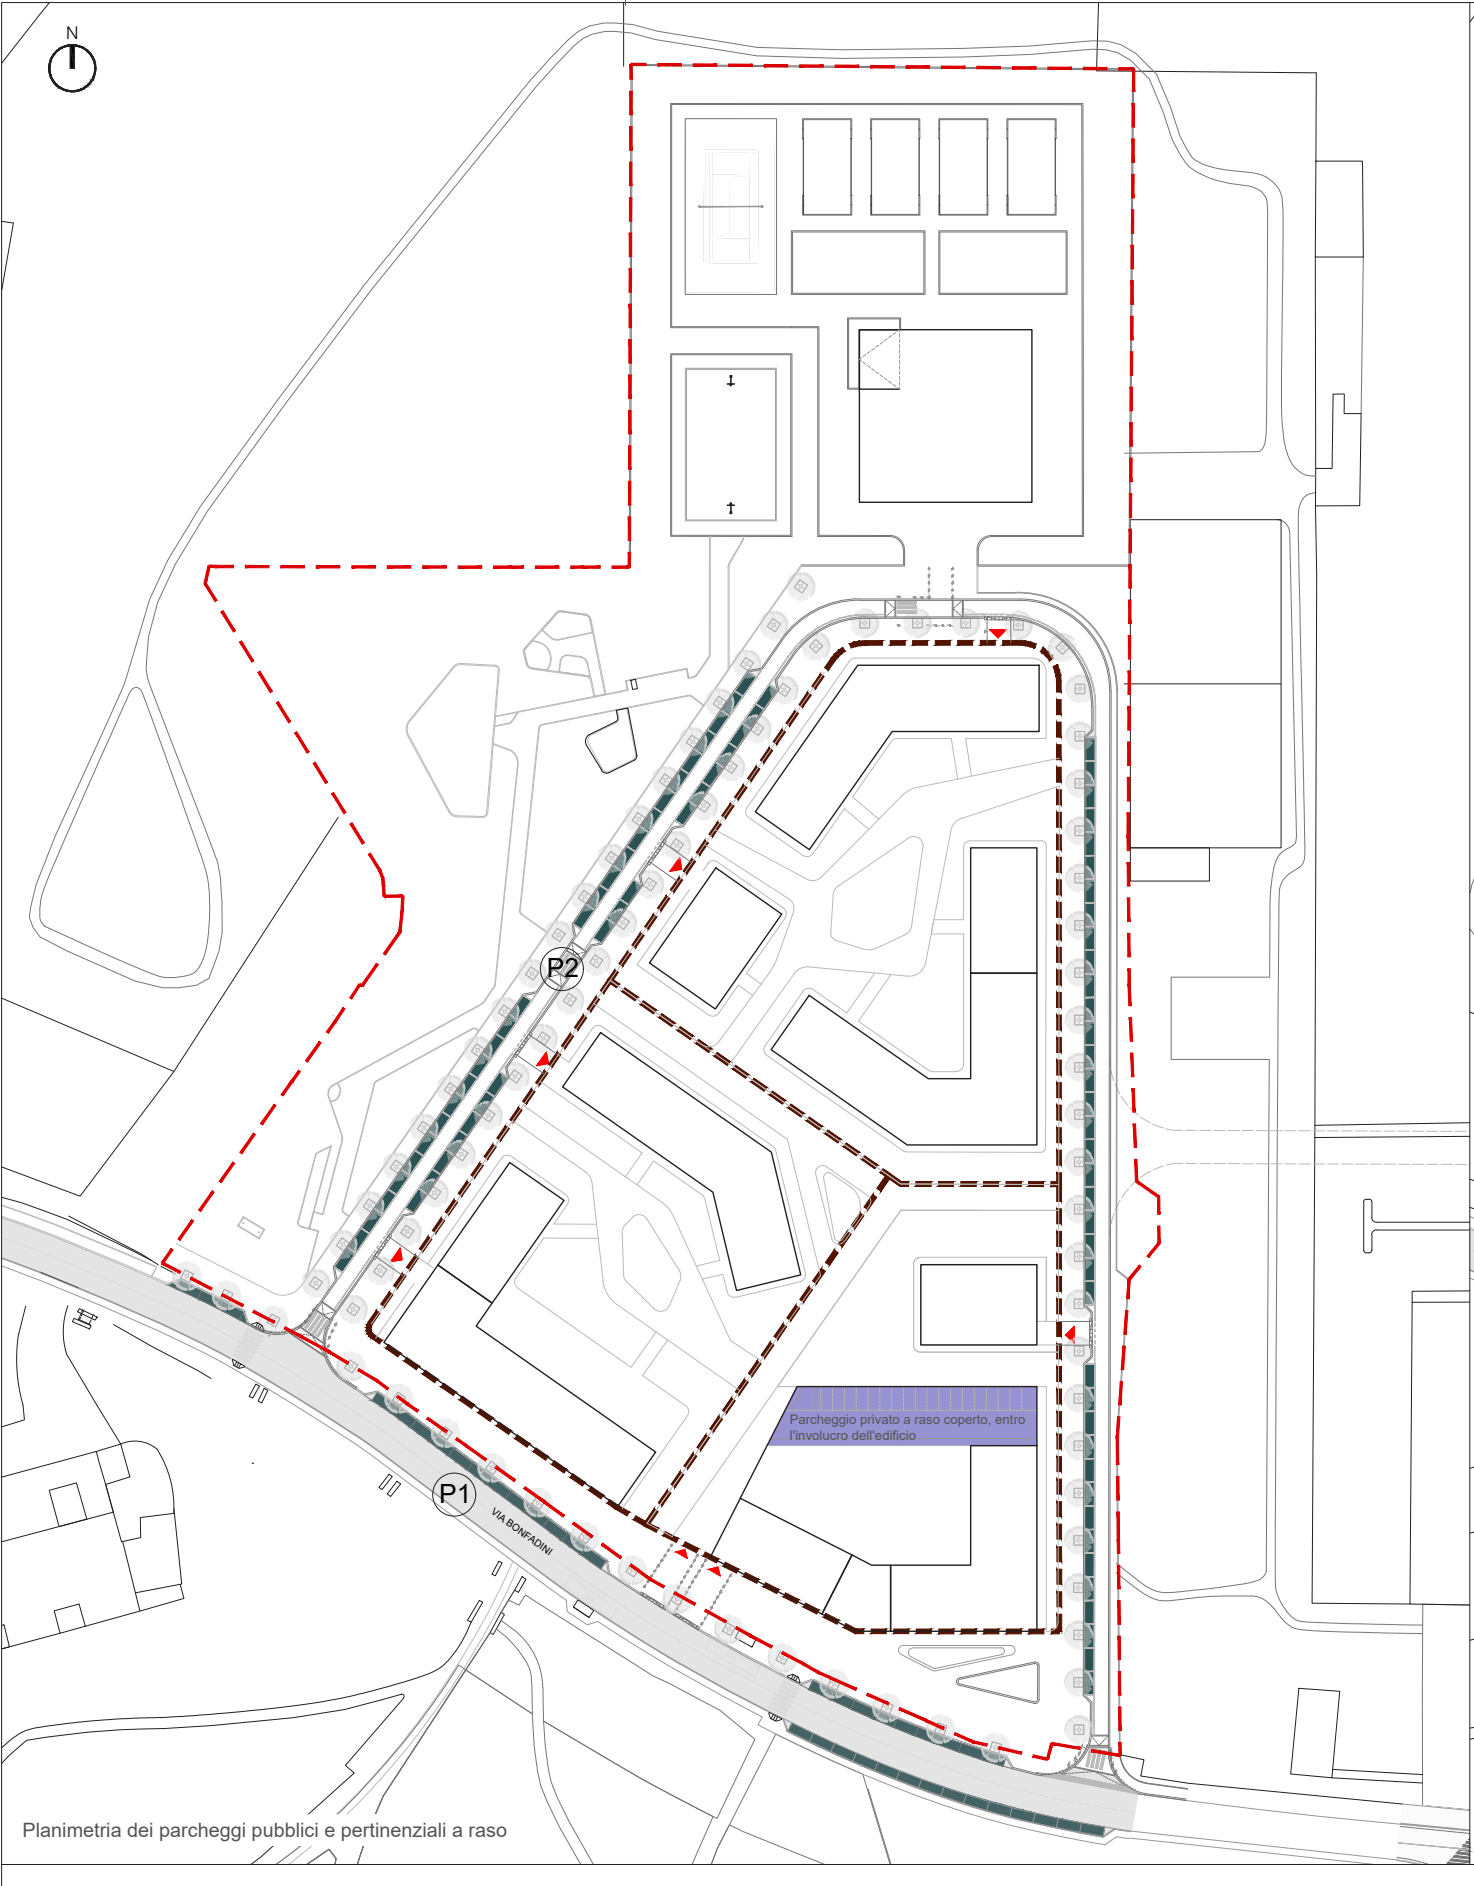 N
P2
Parcheggio privato a raso coperto, entro
l'involucro dell'edificio
P1
VIA BONFADINI
Planimetria dei parcheggi pubblici e pertinenziali a raso